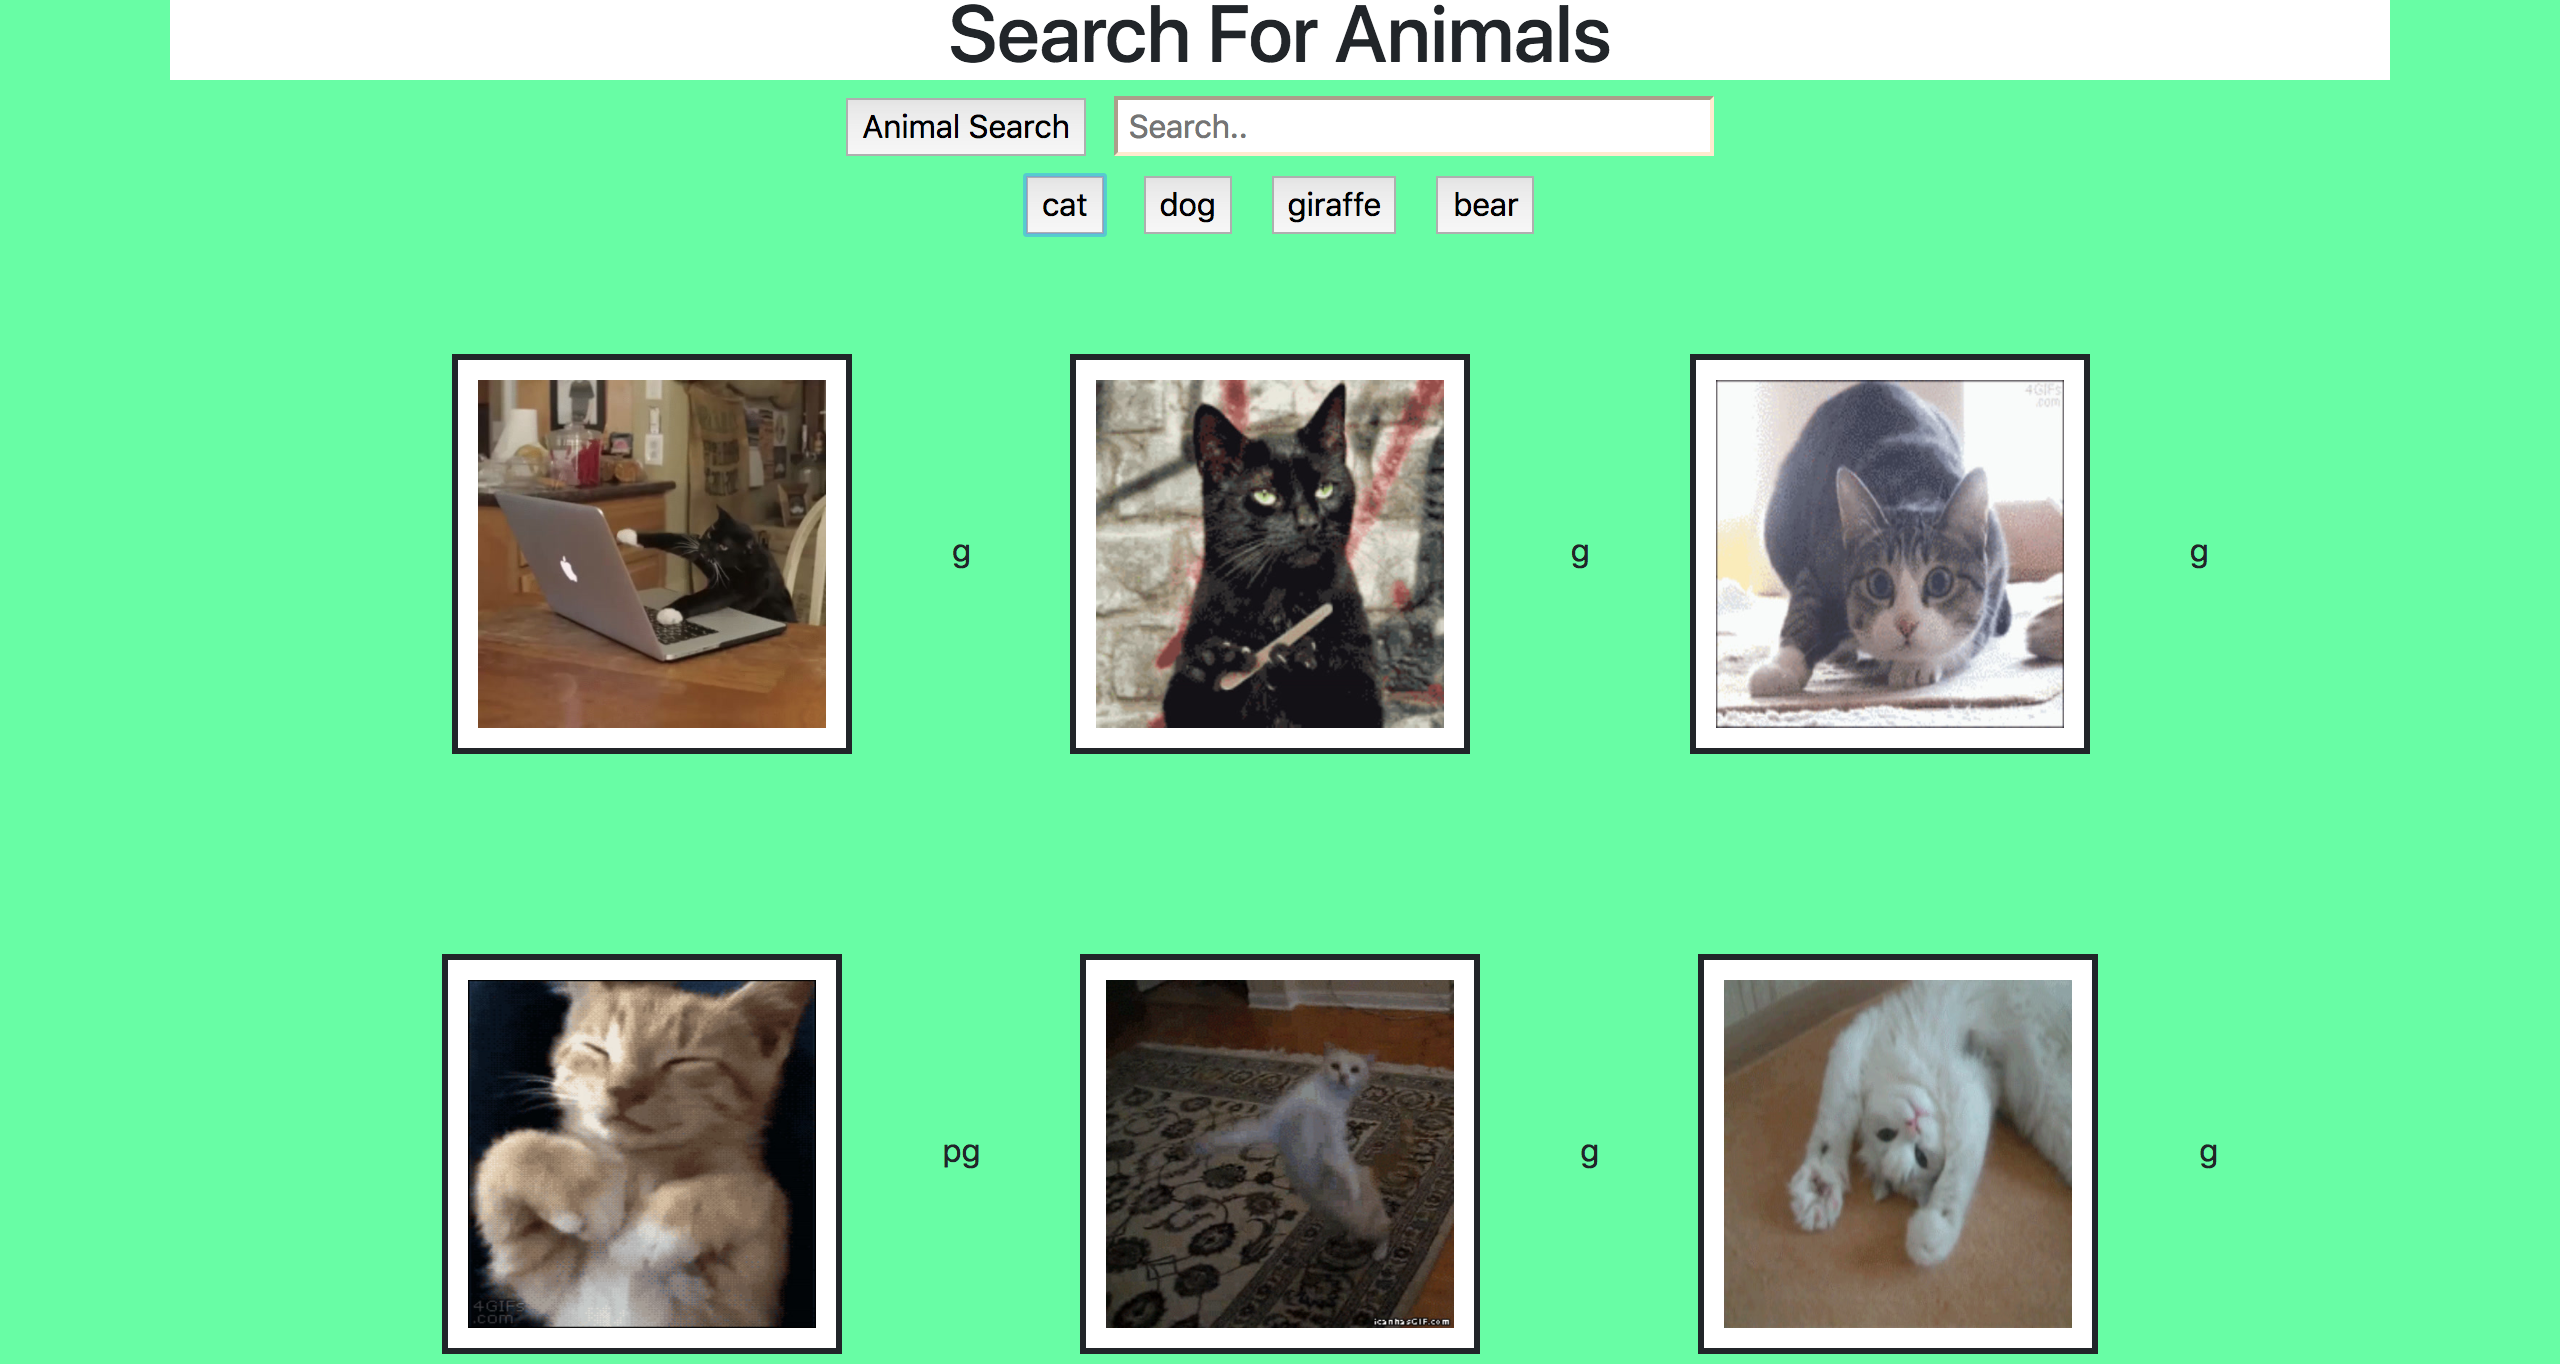 Search For Animals
Animal Search Search..
cat dog giraffe bear
4GIFs
.com
g g g
pg g g
4GIFs
.com
icanhasGIF.com